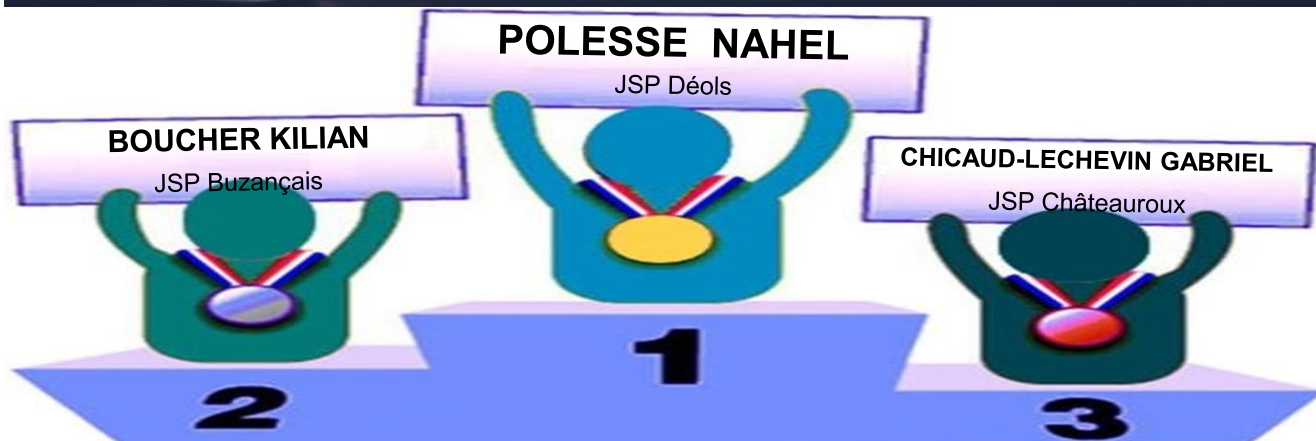 POLESSE NAHEL
JSP Déols
BOUCHER KILIAN
JSP Buzançais
CHICAUD-LECHEVIN GABRIEL
JSP Châteauroux
1
2
3